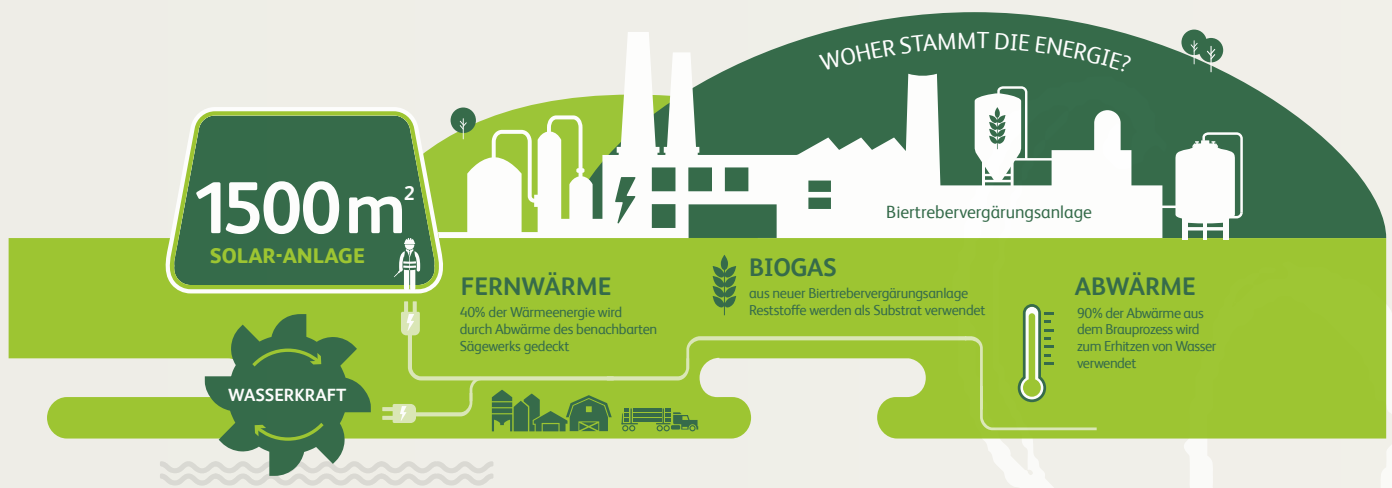 WOHER STAMMT DIE ENERGIE?
1500 m²
SOLAR-ANLAGE
Biertrebervergärungsanlage
FERNWÄRME
40% der Wärmeenergie wird
durch Abwärme des benachbarten
Sägewerks gedeckt
BIOGAS
aus neuer Biertrebervergärungsanlage
Reststoffe werden als Substrat verwendet
ABWÄRME
90% der Abwärme aus
dem Brauprozess wird
zum Erhitzen von Wasser
verwendet
WASSERKRAFT